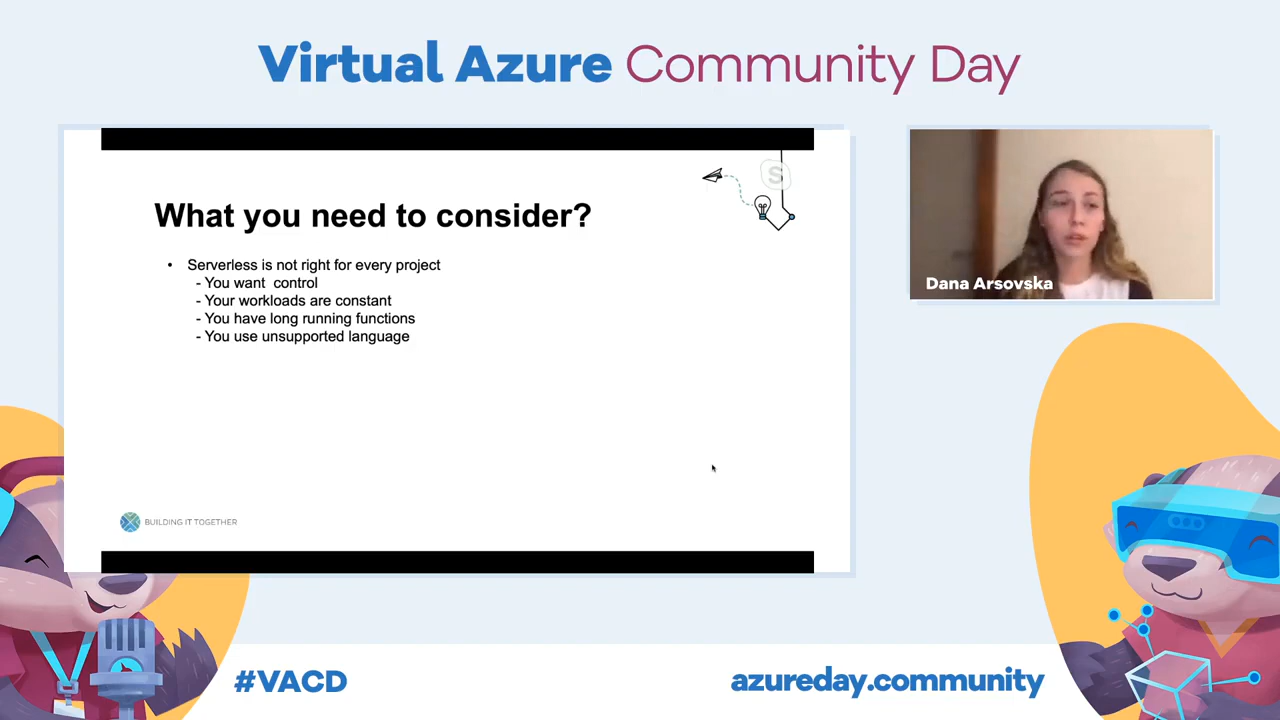 Virtual Azure Community Day
What you need to consider?
• Serverless is not right for every project
- You want  control
- Your workloads are constant
- You have long running functions
- You use unsupported language
S
BUILDING IT TOGETHER
Dana Arsovska
#VACD
azureday.community